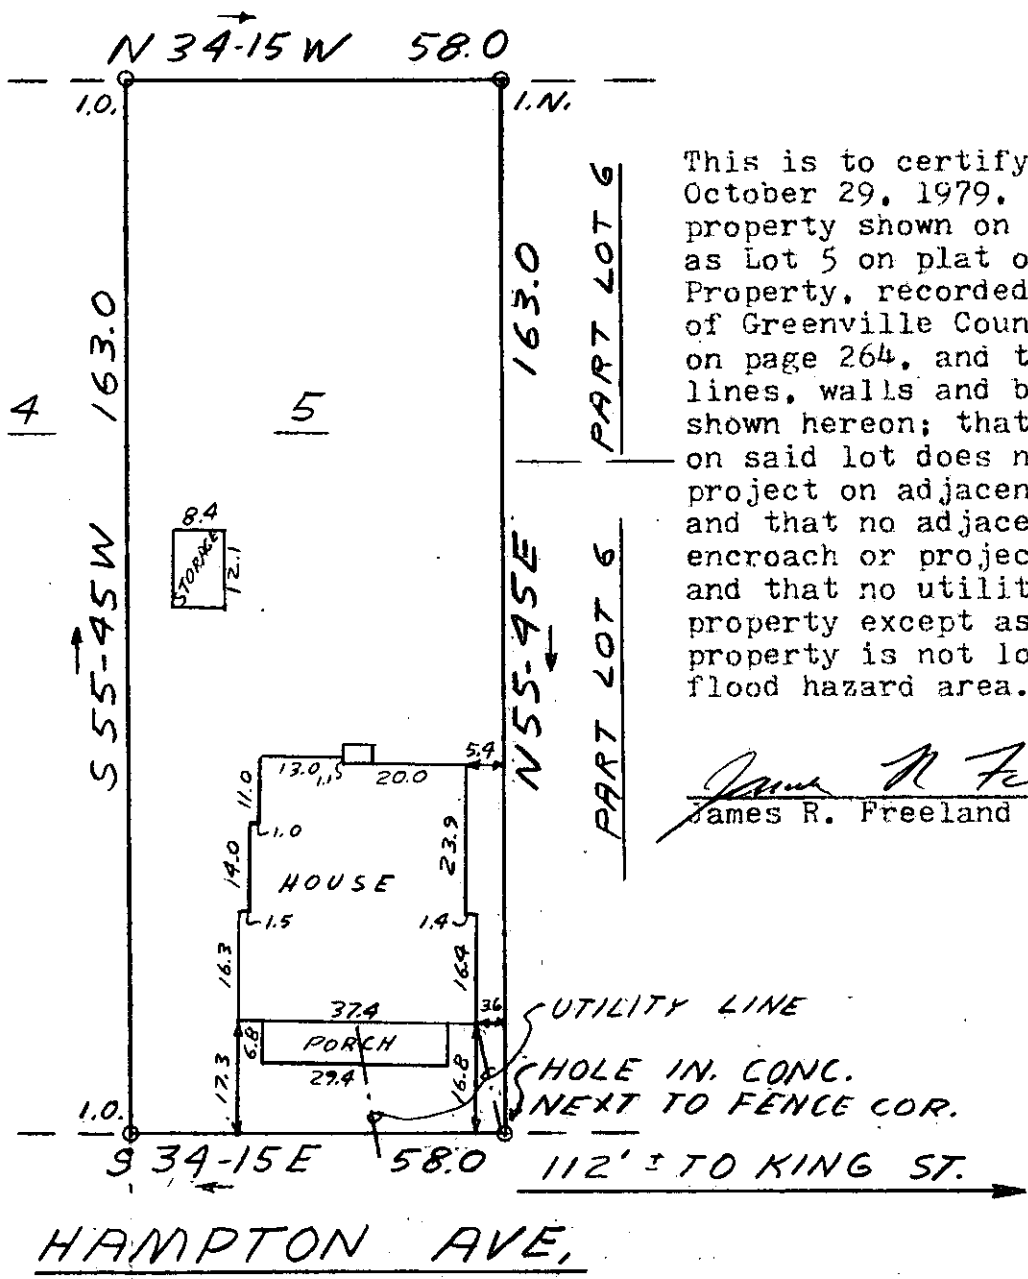 N 34-15 W 58.0
I.O.
I.N.
This is to certify
October 29, 1979,
property shown on
as Lot 5 on plat o
Property, recorded
of Greenville Coun
on page 264, and t
lines, walls and b
shown hereon; that
on said lot does n
project on adjacen
and that no adjace
encroach or projec
and that no utilit
property except as
property is not lo
flood hazard area.
James R. Freeland
S 55-45 W 163.0
4
5
163.0
N55-45E
PART LOT 6
PART LOT 6
8.4
STORAGE
12.1
13.0
1.5
20.0
5.4
11.0
1.0
14.0
HOUSE
23.9
1.5
1.4
16.3
16.4
37.4
3.6
6.8
PORCH
29.4
17.3
16.8
UTILITY LINE
HOLE IN. CONC.
NEXT TO FENCE COR.
I.O.
S 34-15 E 58.0
112' ± TO KING ST.
HAMPTON AVE,